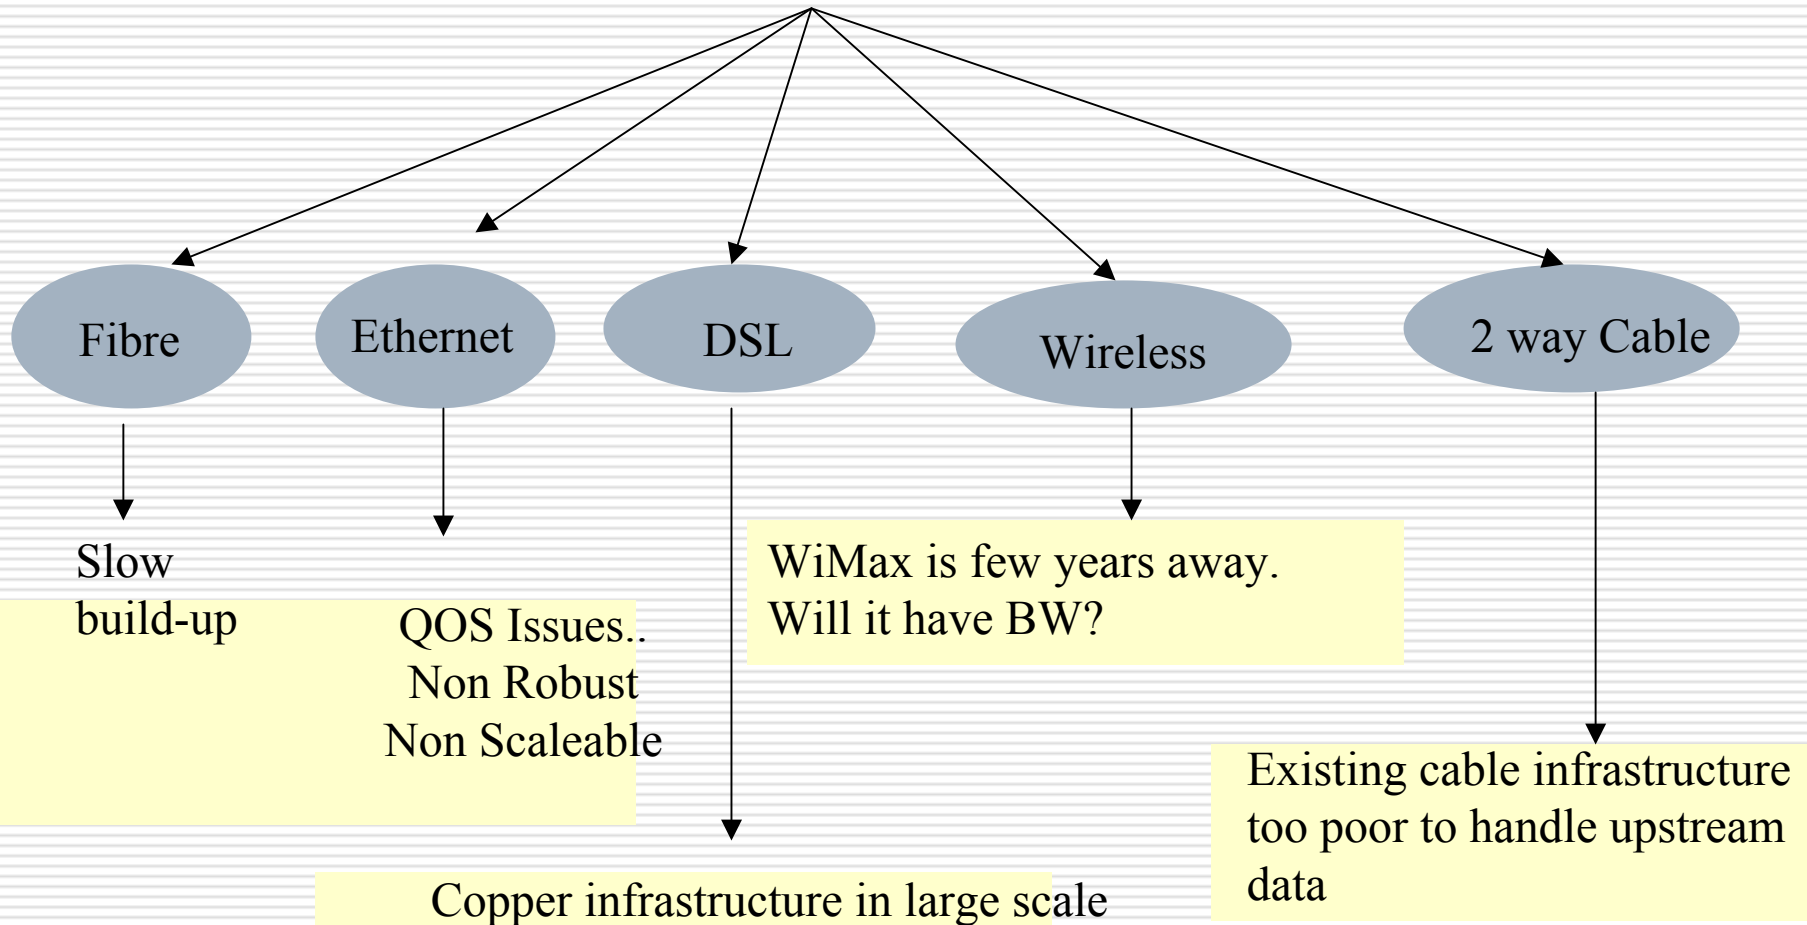 Fibre
Ethernet
DSL
Wireless
2 way Cable
Slow
build-up
QOS Issues..
Non Robust
Non Scaleable
WiMax is few years away.
Will it have BW?
Existing cable infrastructure
too poor to handle upstream
data
Copper infrastructure in large scale